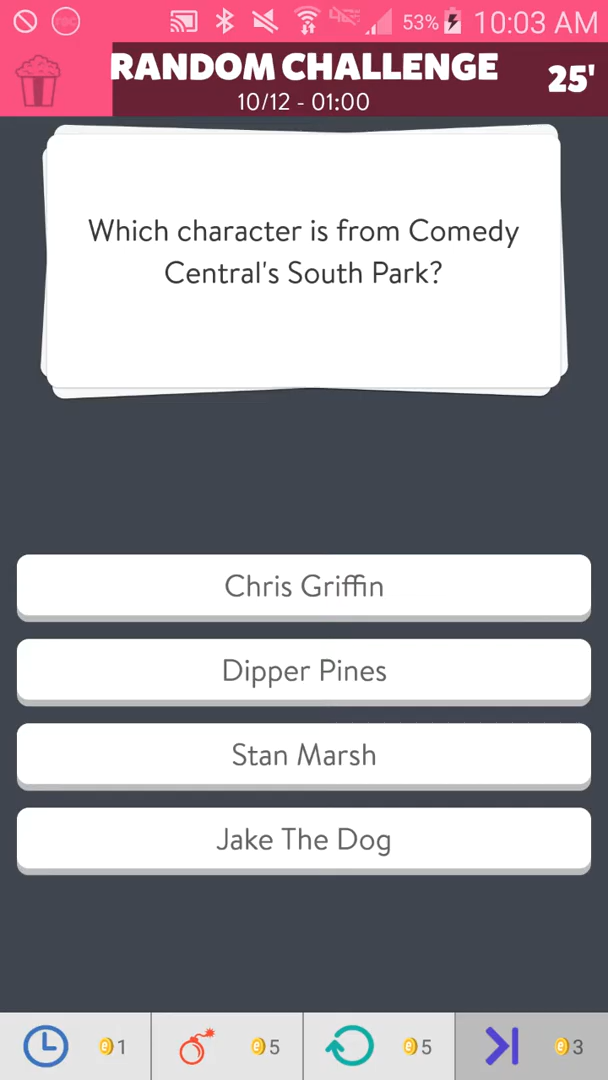 53% 10:03 AM
RANDOM CHALLENGE
25'
10/12 - 01:00
Which character is from Comedy
Central's South Park?
Chris Griffin
Dipper Pines
Stan Marsh
Jake The Dog
1 5 5 3